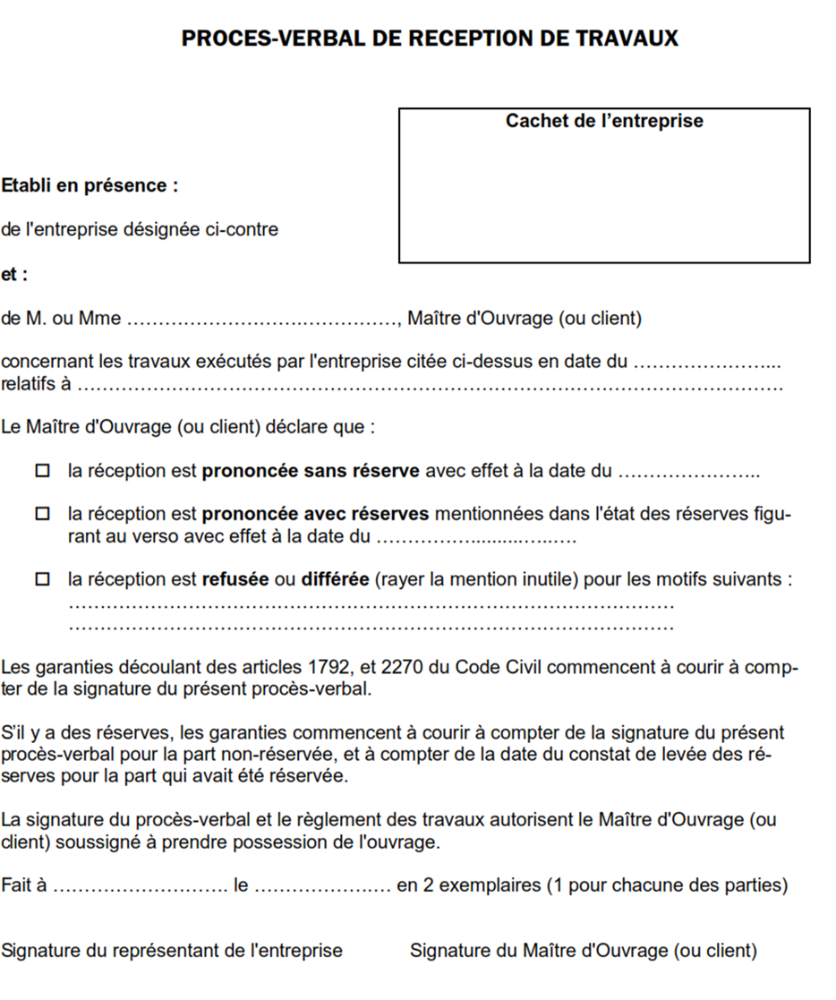 PROCES-VERBAL DE RECEPTION DE TRAVAUX
Cachet de l’entreprise
Etabli en présence :
de l'entreprise désignée ci-contre
et :
de M. ou Mme ……………………………………, Maître d'Ouvrage (ou client)
concernant les travaux exécutés par l'entreprise citée ci-dessus en date du …………………...
relatifs à ………………………………………………………………………………………………….
Le Maître d'Ouvrage (ou client) déclare que :
☐ la réception est prononcée sans réserve avec effet à la date du …………………..
☐ la réception est prononcée avec réserves mentionnées dans l'état des réserves figu-
rant au verso avec effet à la date du ……………..........…..….
☐ la réception est refusée ou différée (rayer la mention inutile) pour les motifs suivants :
……………………………………………………………………………………
……………………………………………………………………………………
Les garanties découlant des articles 1792, et 2270 du Code Civil commencent à courir à comp-
ter de la signature du présent procès-verbal.
S’il y a des réserves, les garanties commencent à courir à compter de la signature du présent
procès-verbal pour la part non-réservée, et à compter de la date du constat de levée des ré-
serves pour la part qui avait été réservée.
La signature du procès-verbal et le règlement des travaux autorisent le Maître d'Ouvrage (ou
client) soussigné à prendre possession de l'ouvrage.
Fait à ………………………. le …………………. en 2 exemplaires (1 pour chacune des parties)
Signature du représentant de l'entreprise Signature du Maître d'Ouvrage (ou client)